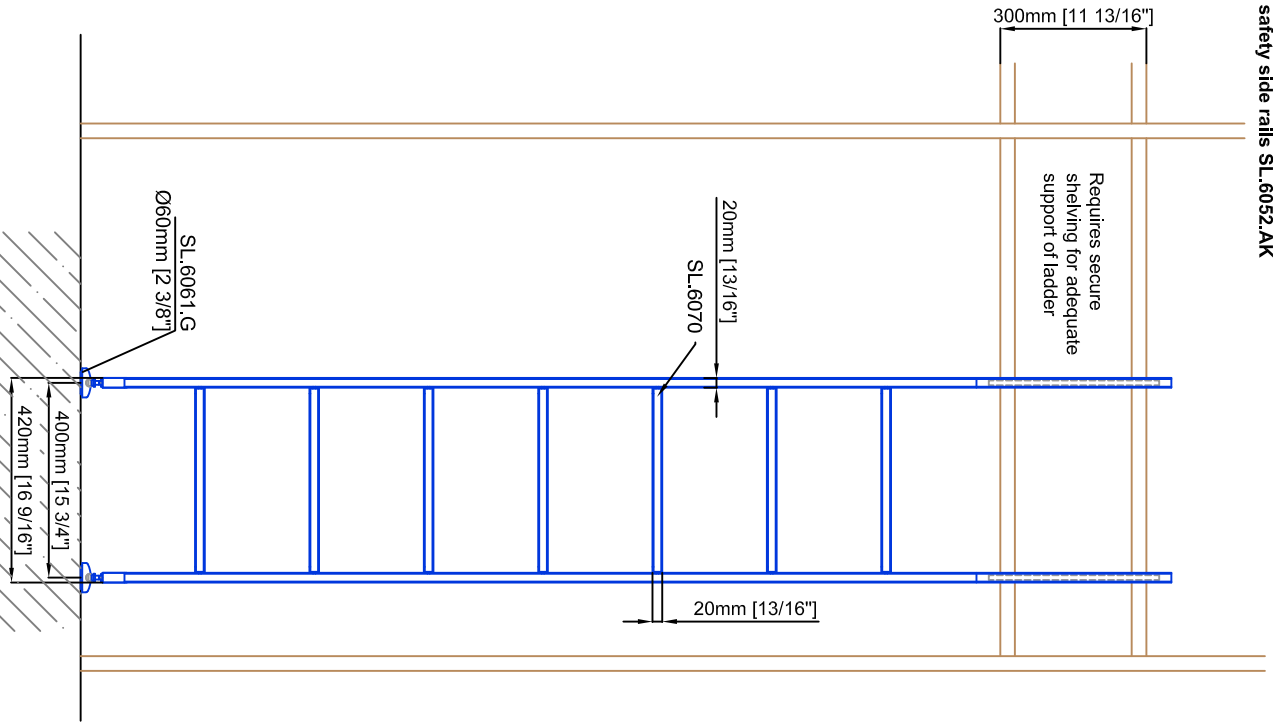 safety side rails SL.6052.AK
300mm [11 13/16"]
Requires secure
shelving for adequate
support of ladder
20mm [13/16"]
SL.6070
SL.6061.G
Ø60mm [2 3/8"]
400mm [15 3/4"]
420mm [16 9/16"]
20mm [13/16"]